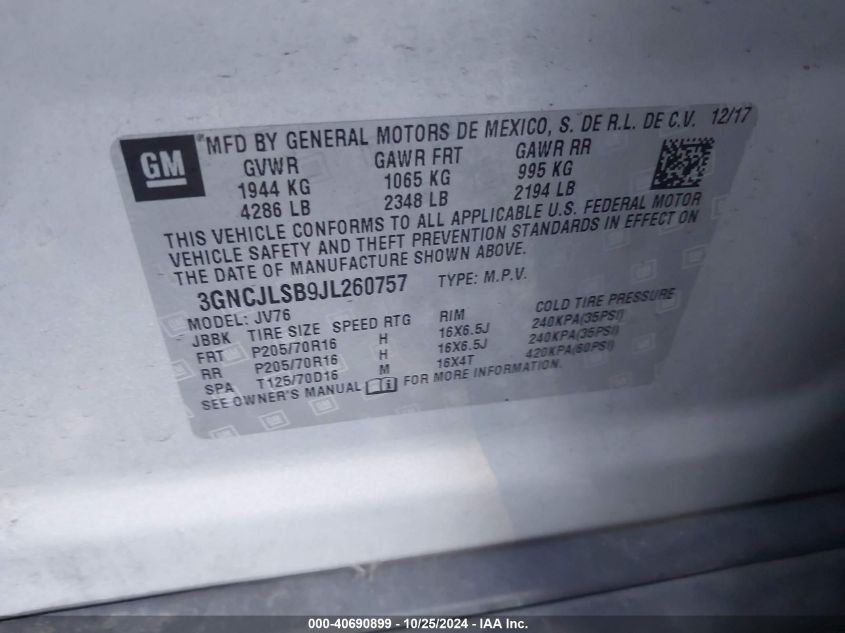 GM
MFD BY GENERAL MOTORS DE MEXICO, S. DE R.L. DE C.V. 12/17
GVWR GAWR FRT GAWR RR
1944 KG 1065 KG 995 KG
4286 LB 2348 LB 2194 LB
THIS VEHICLE CONFORMS TO ALL APPLICABLE U.S. FEDERAL MOTOR
VEHICLE SAFETY AND THEFT PREVENTION STANDARDS IN EFFECT ON
THE DATE OF MANUFACTURE SHOWN ABOVE.
3GNCJLSB9JL260757 TYPE: M.P.V.
MODEL: JV76
JBBK TIRE SIZE SPEED RTG RIM COLD TIRE PRESSURE
FRT P205/70R16 H 16X6.5J 240KPA(35PSI)
RR P205/70R16 H 16X6.5J 240KPA(35PSI)
SPA T125/70D16 M 16X4T 420KPA(60PSI)
SEE OWNER'S MANUAL FOR MORE INFORMATION.
000-40690899 - 10/25/2024 - Copyright © 2024 IAA, Inc.